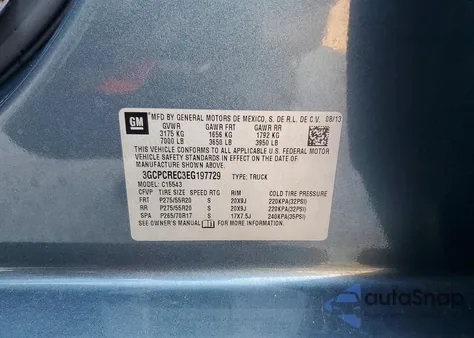 GM
MFD BY GENERAL MOTORS DE MEXICO, S. DE R.L. DE C.V. 08/13
GVWR GAWR FRT GAWR RR
3175 KG 1656 KG 1792 KG
7000 LB 3650 LB 3950 LB
THIS VEHICLE CONFORMS TO ALL APPLICABLE U.S. FEDERAL MOTOR
VEHICLE SAFETY, AND THEFT PREVENTION STANDARDS IN EFFECT ON
THE DATE OF MANUFACTURE SHOWN ABOVE.
3GCPCREC3EG197729 TYPE: TRUCK
MODEL: C15543
CFVP TIRE SIZE SPEED RTG RIM COLD TIRE PRESSURE
FRT P275/55R20 S 20X9J 220KPA(32PSI)
RR P275/55R20 S 20X9J 220KPA(32PSI)
SPA P265/70R17 S 17X7.5J 240KPA(35PSI)
SEE OWNER'S MANUAL FOR MORE INFORMATION.
autoSnap